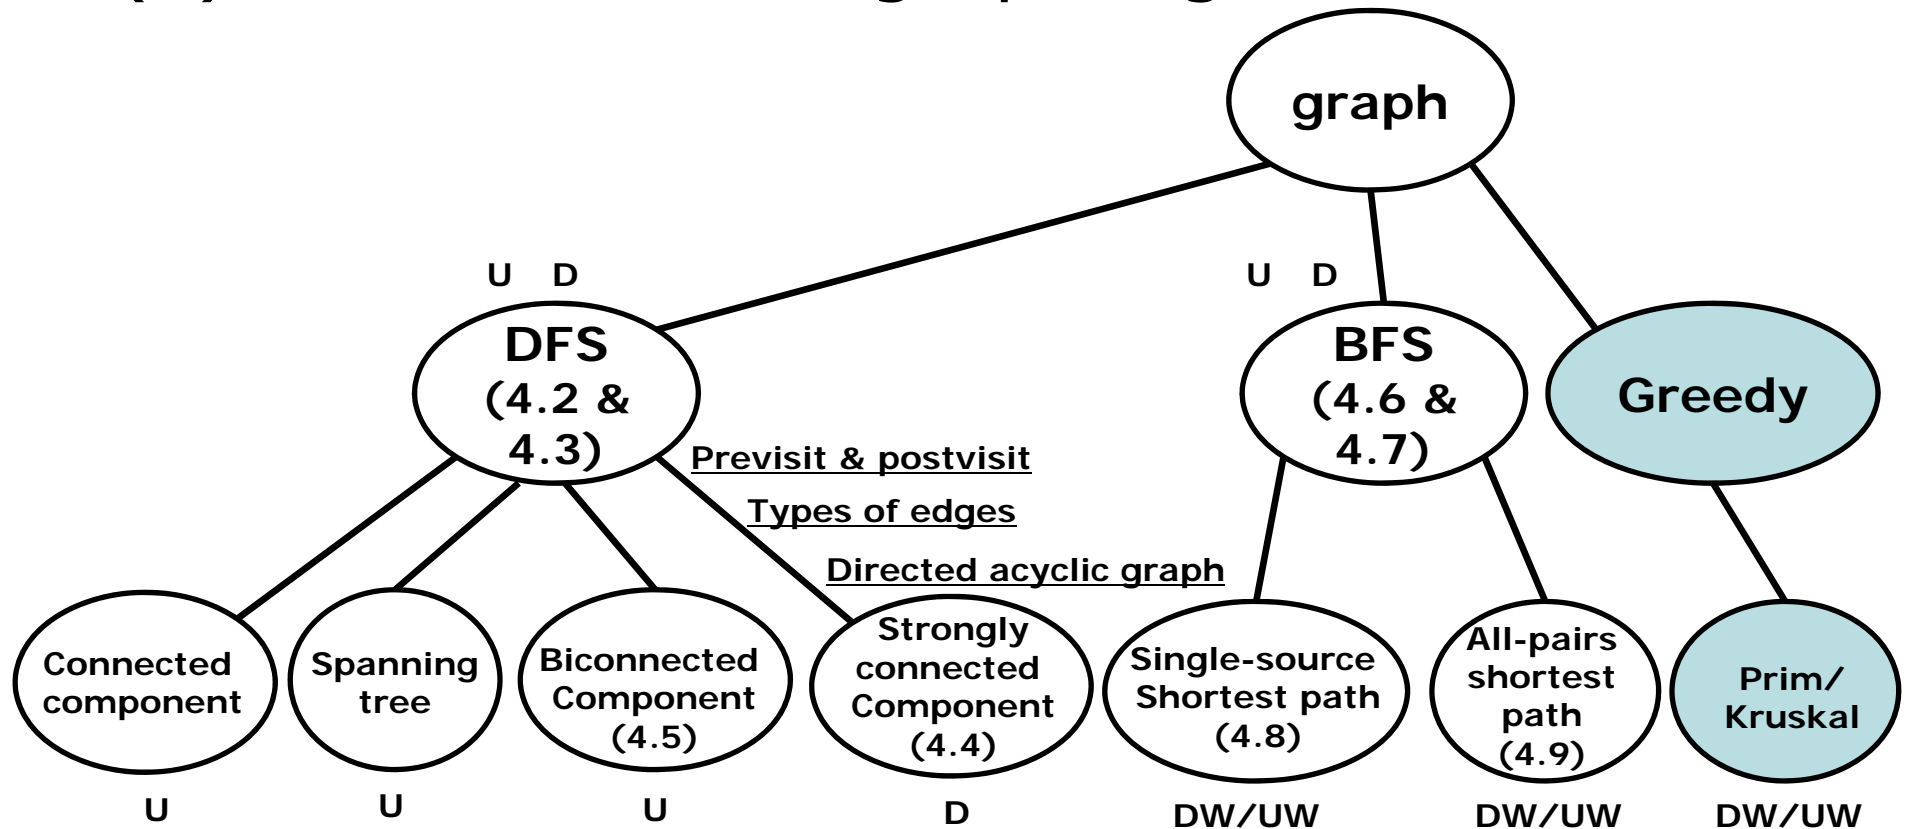 graph
U D
U D
DFS
(4.2 &
4.3)
BFS
(4.6 &
4.7)
Greedy
Previsit & postvisit
Types of edges
Directed acyclic graph
Connected
component
Spanning
tree
Biconnected
Component
(4.5)
Strongly
connected
Component
(4.4)
Single-source
Shortest path
(4.8)
All-pairs
shortest
path
(4.9)
Prim/
Kruskal
U
U
U
D
DW/UW
DW/UW
DW/UW